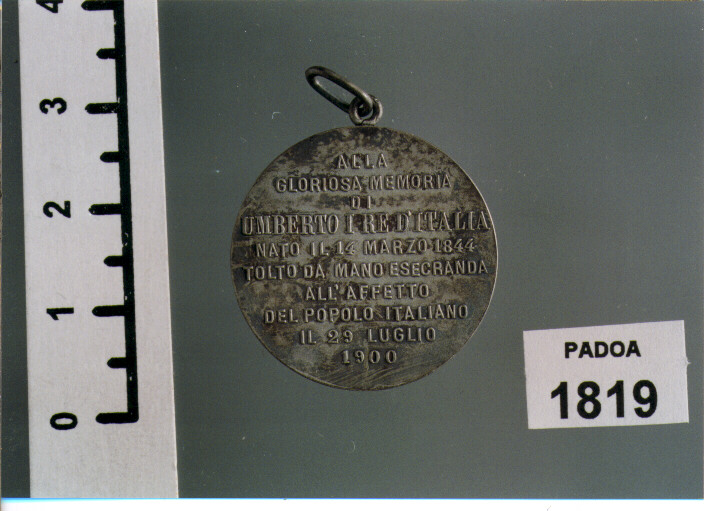 ALLA
GLORIOSA MEMORIA
DI
UMBERTO I RE D'ITALIA
NATO IL 14 MARZO 1844
TOLTO DA MANO ESECRANDA
ALL'AFFETTO
DEL POPOLO ITALIANO
IL 29 LUGLIO
1900
PADOA
1819
4
3
2
1
0